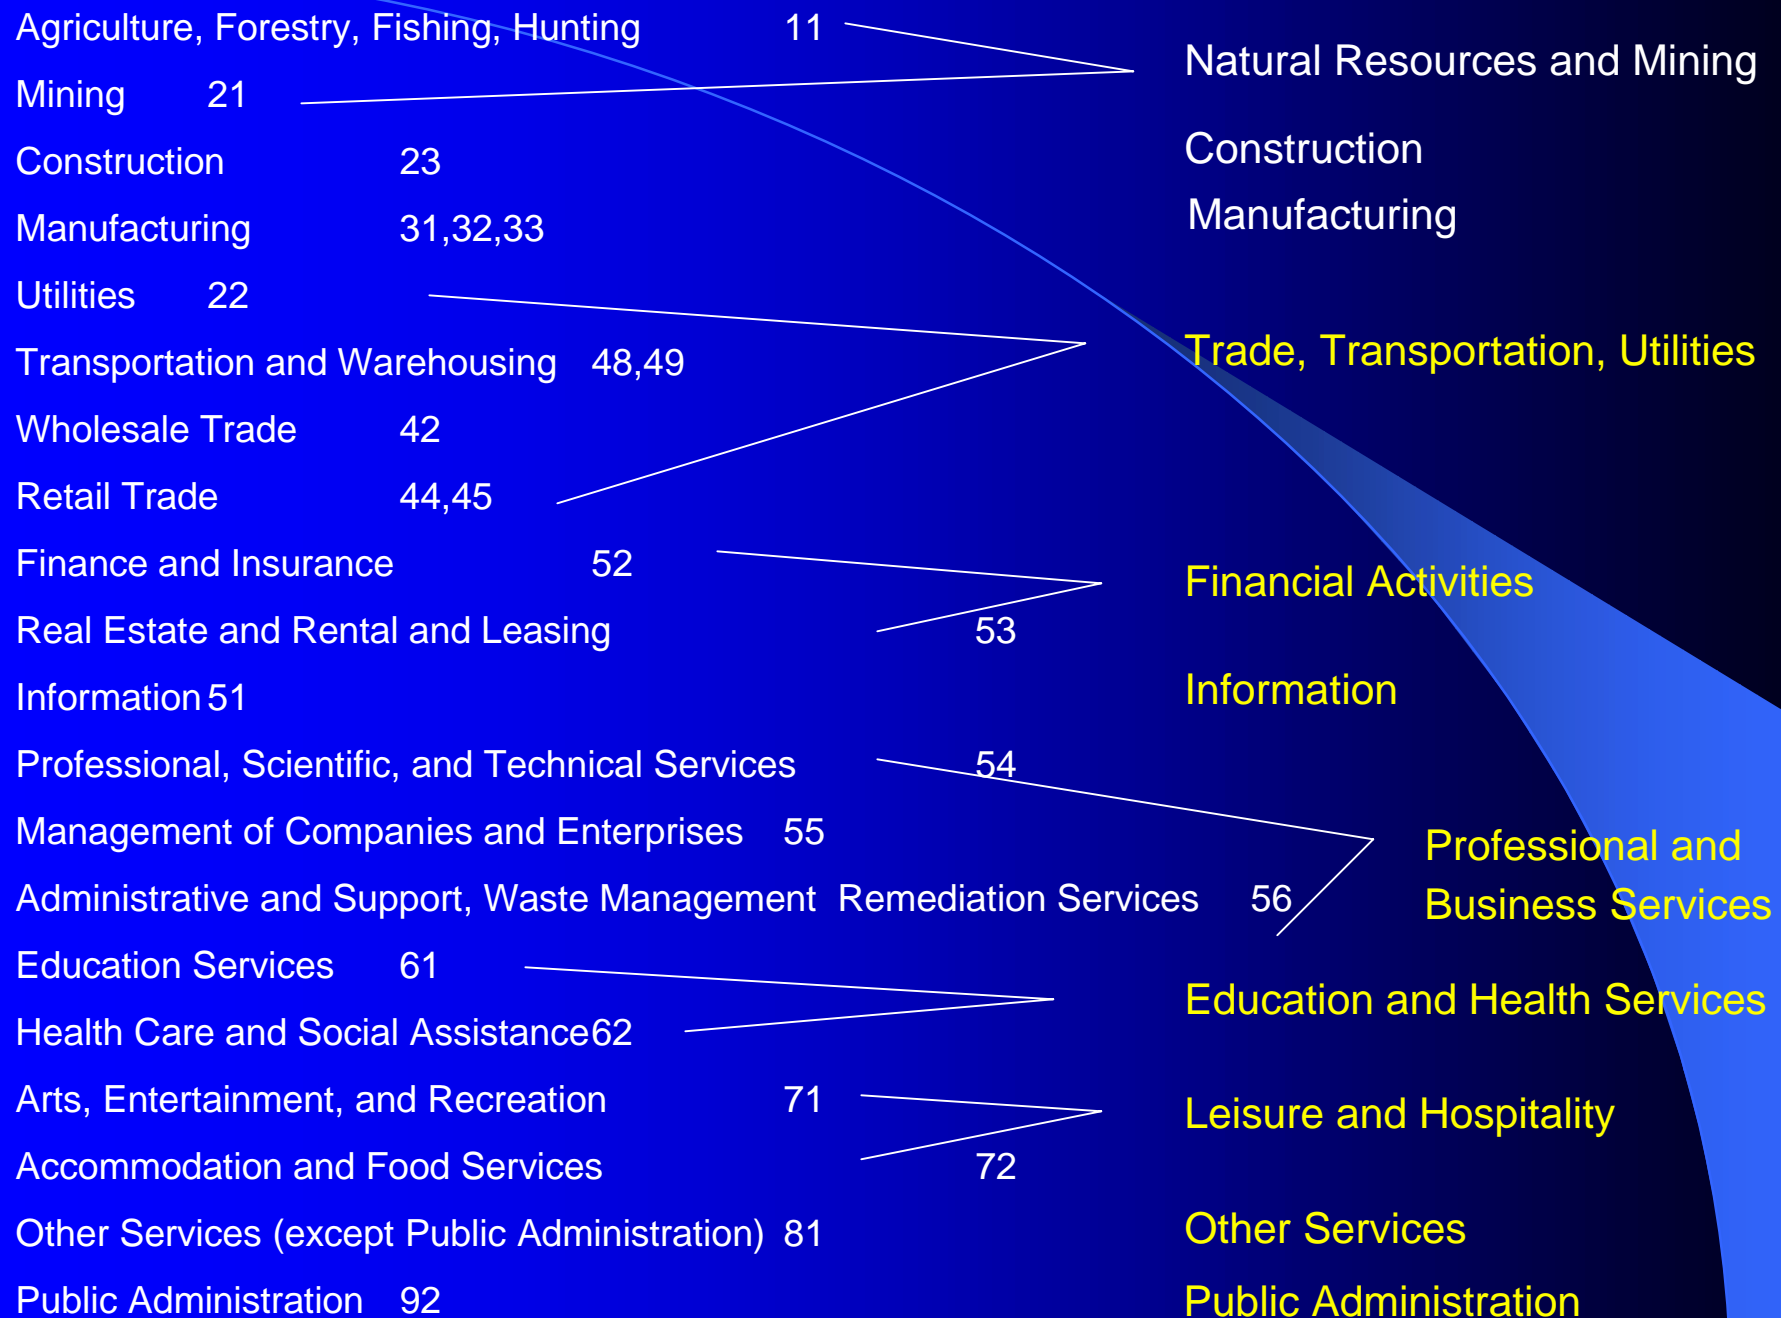 Agriculture, Forestry, Fishing, Hunting 11
Mining 21
Construction 23
Manufacturing 31,32,33
Utilities 22
Transportation and Warehousing 48,49
Wholesale Trade 42
Retail Trade 44,45
Finance and Insurance 52
Real Estate and Rental and Leasing 53
Information 51
Professional, Scientific, and Technical Services 54
Management of Companies and Enterprises 55
Administrative and Support, Waste Management Remediation Services 56
Education Services 61
Health Care and Social Assistance 62
Arts, Entertainment, and Recreation 71
Accommodation and Food Services 72
Other Services (except Public Administration) 81
Public Administration 92
Natural Resources and Mining
Construction
Manufacturing
Trade, Transportation, Utilities
Financial Activities
Information
Professional and
Business Services
Education and Health Services
Leisure and Hospitality
Other Services
Public Administration